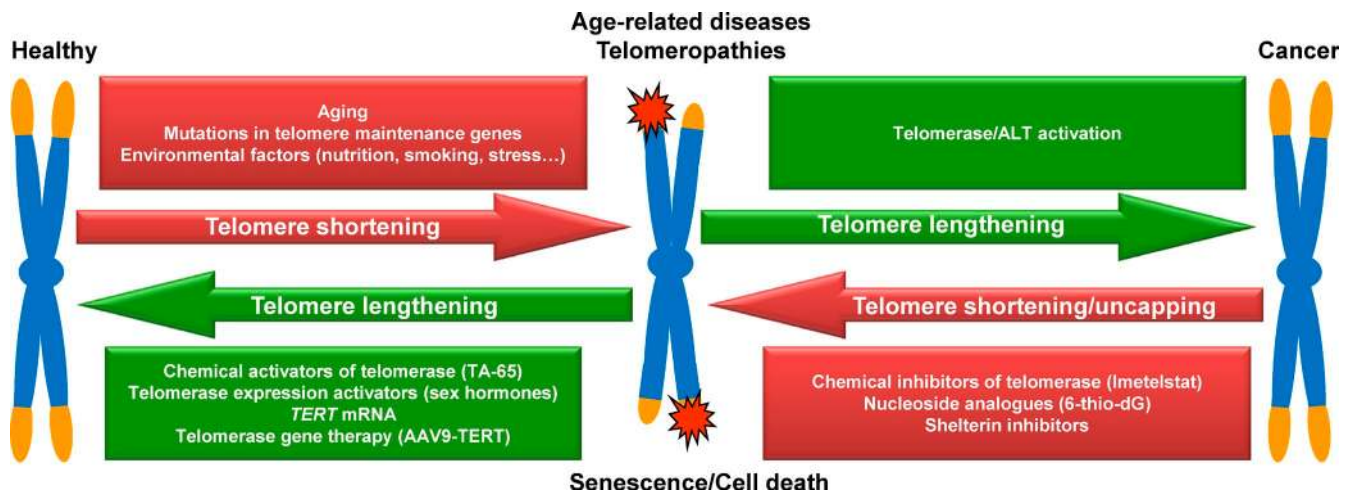 Age-related diseases
Healthy
Telomeropathies
Cancer
Aging
Mutations in telomere maintenance genes
Environmental factors (nutrition, smoking, stress…)
Telomerase/ALT activation
Telomere shortening
Telomere lengthening
Telomere lengthening
Telomere shortening/uncapping
Chemical activators of telomerase (TA-65)
Telomerase expression activators (sex hormones)
TERT mRNA
Telomerase gene therapy (AAV9-TERT)
Chemical inhibitors of telomerase (Imetelstat)
Nucleoside analogues (6-thio-dG)
Shelterin inhibitors
Senescence/Cell death